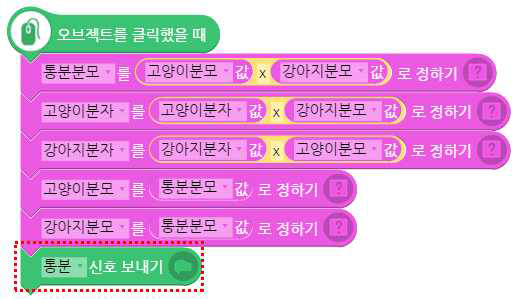 오브젝트를 클릭했을 때
통분분모 를 고양이분모 값 x 강아지분모 값 로 정하기 ?
고양이분자 를 고양이분자 값 x 강아지분모 값 로 정하기 ?
강아지분자 를 강아지분자 값 x 고양이분모 값 로 정하기 ?
고양이분모 를 통분분모 값 로 정하기 ?
강아지분모 를 통분분모 값 로 정하기 ?
통분 신호 보내기